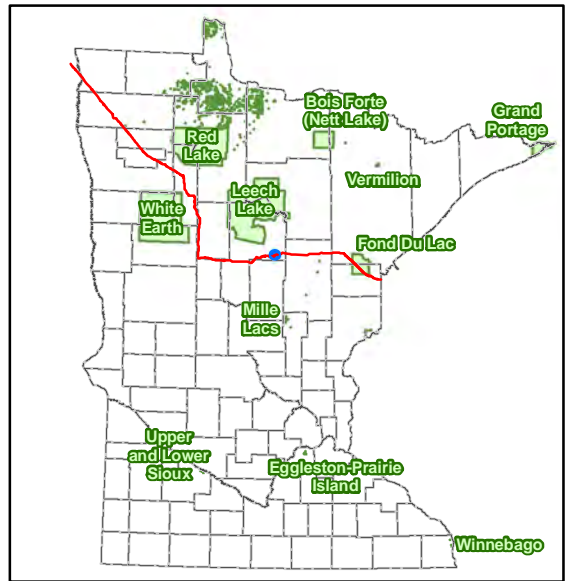 Bois Forte
(Nett Lake)
Grand
Portage
Red
Lake
Vermilion
Leech
Lake
White
Earth
Fond Du Lac
Mille
Lacs
Upper
and Lower
Sioux
Eggleston-Prairie
Island
Winnebago